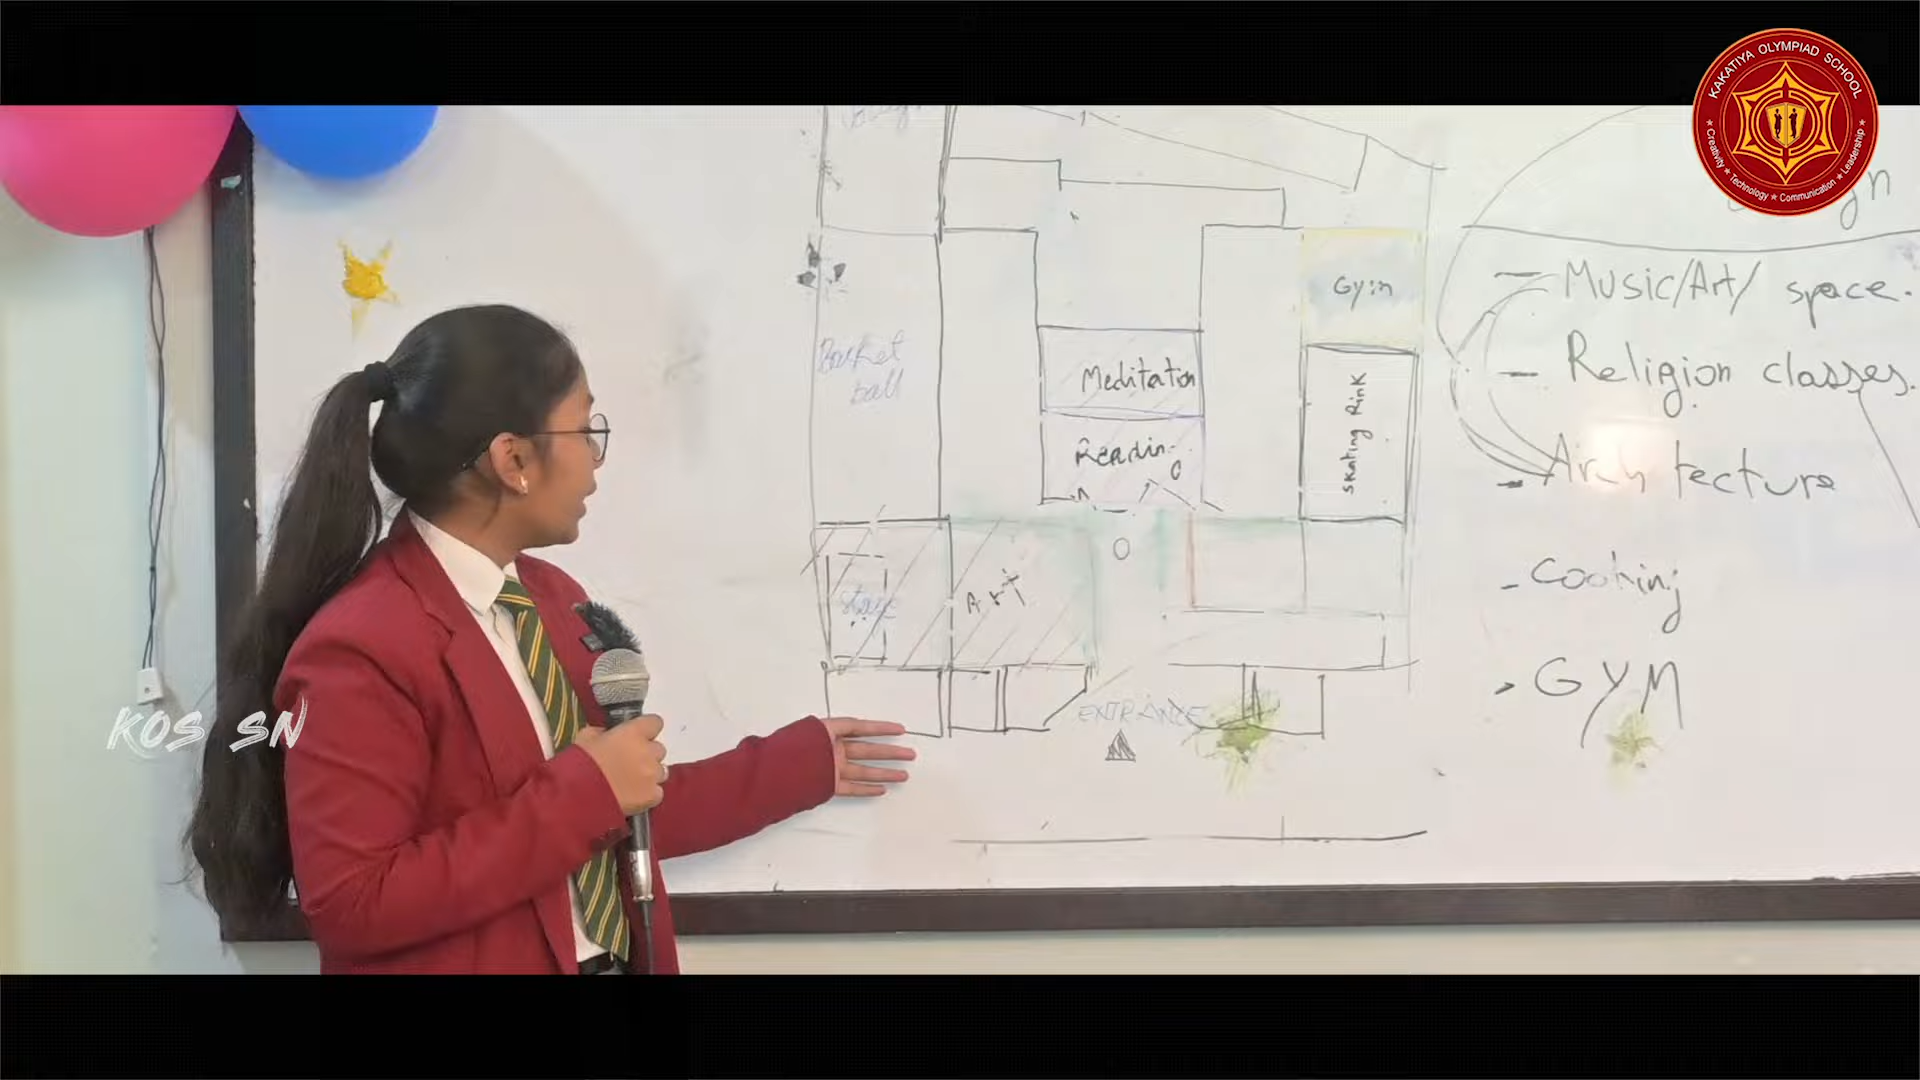 KAKATIYA OLYMPIAD SCHOOL
★ Creativity ★ Technology ★ Communication ★ Leadership ★
Gym
Basket
ball
Meditation
Reading
Skating Rink
Art
ENTRANCE
- Music/Art/ space.
- Religion classes.
- Architecture
- Cooking
GYM
KOS SN